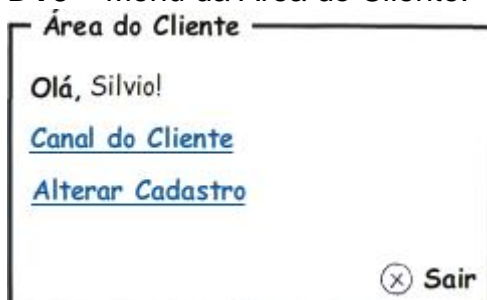 Área do Cliente
Olá, Silvio!
Canal do Cliente
Alterar Cadastro
Sair